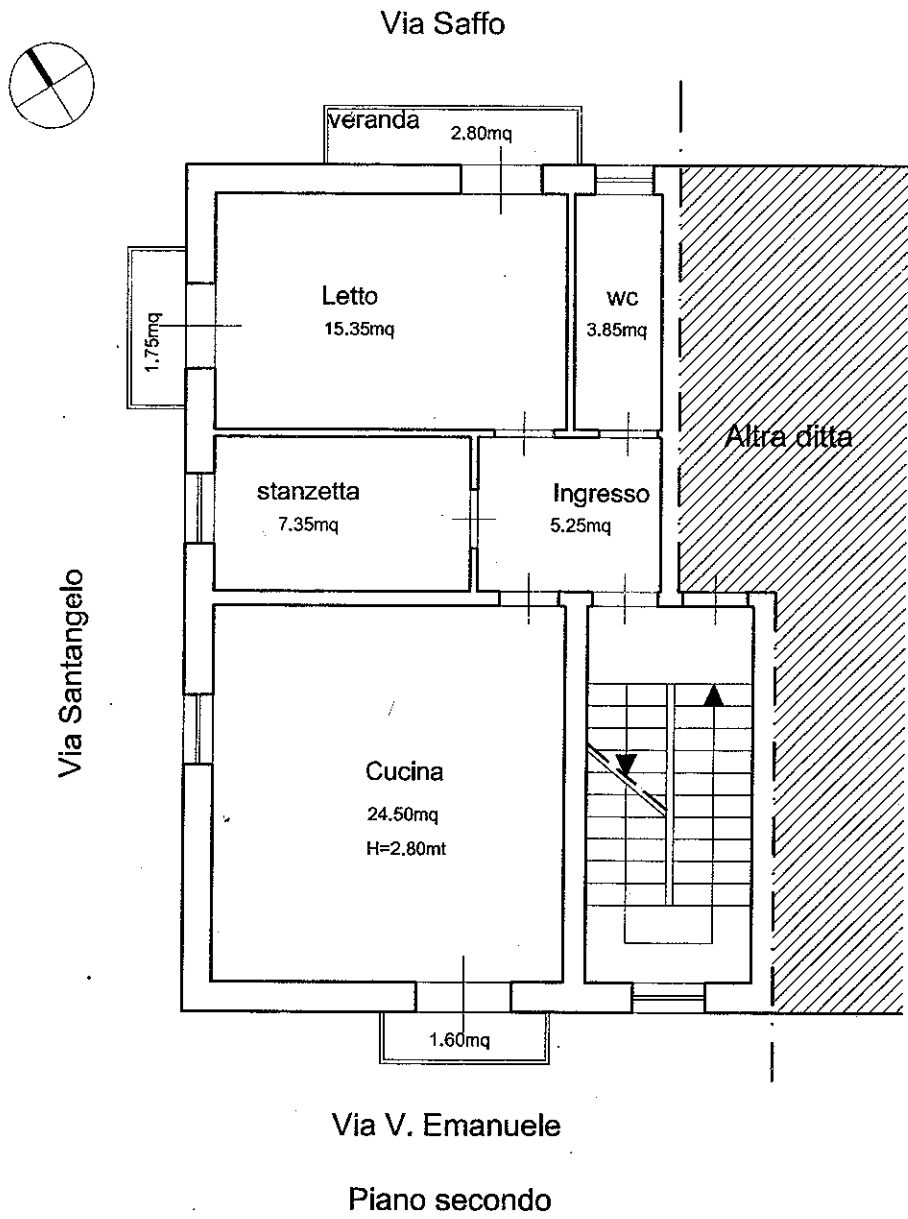 Via Saffo
veranda
2.80mq
Letto
15.35mq
wc
3.85mq
1.75mq
Altra ditta
stanzetta
7.35mq
Ingresso
5.25mq
Via Santangelo
Cucina
24.50mq
H=2.80mt
1.60mq
Via V. Emanuele
Piano secondo